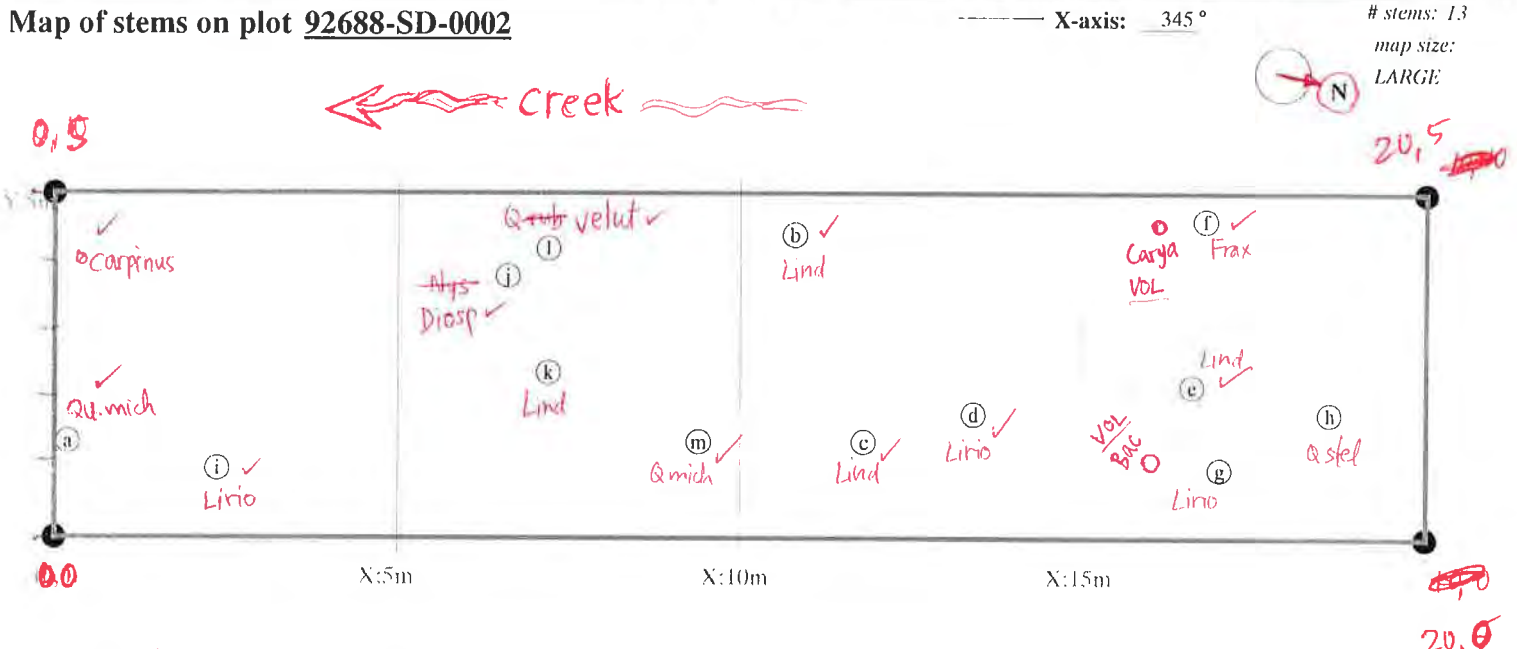 Map of stems on plot 92688-SD-0002
X-axis: 345°
# stems: 13
map size:
LARGE
N
creek
0,5
20,5
Carpinus
Q rub velut
l
Nys j
Diosp
b
Lind
Carya
VOL
f
Frax
Qu.mich
a
i
Lirio
k
Lind
m
Q mich
c
Lind
d
Lirio
Lind
e
VOL
Bac
g
Lirio
h
Q stel
0,0
X:5m
X:10m
X:15m
20,0